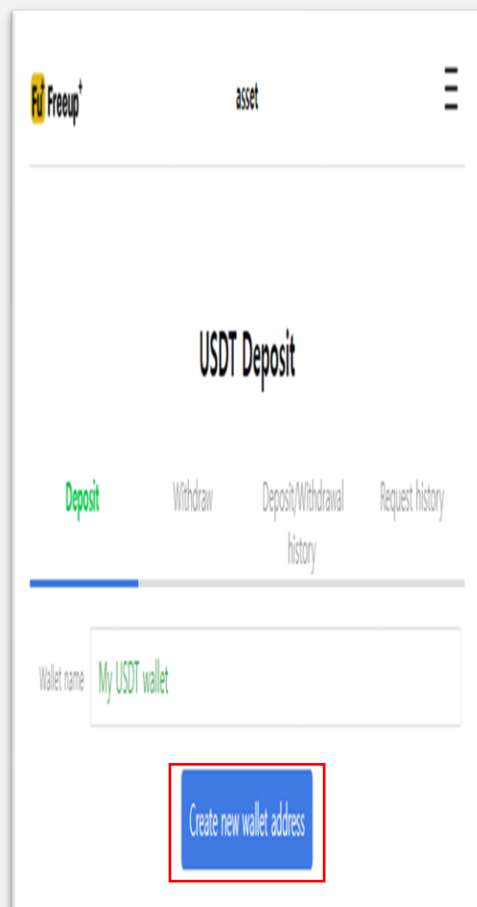 Fu+ Freeup+ asset
USDT Deposit
Deposit Withdraw Deposit/Withdrawal history Request history
Wallet name My USDT wallet
Create new wallet address